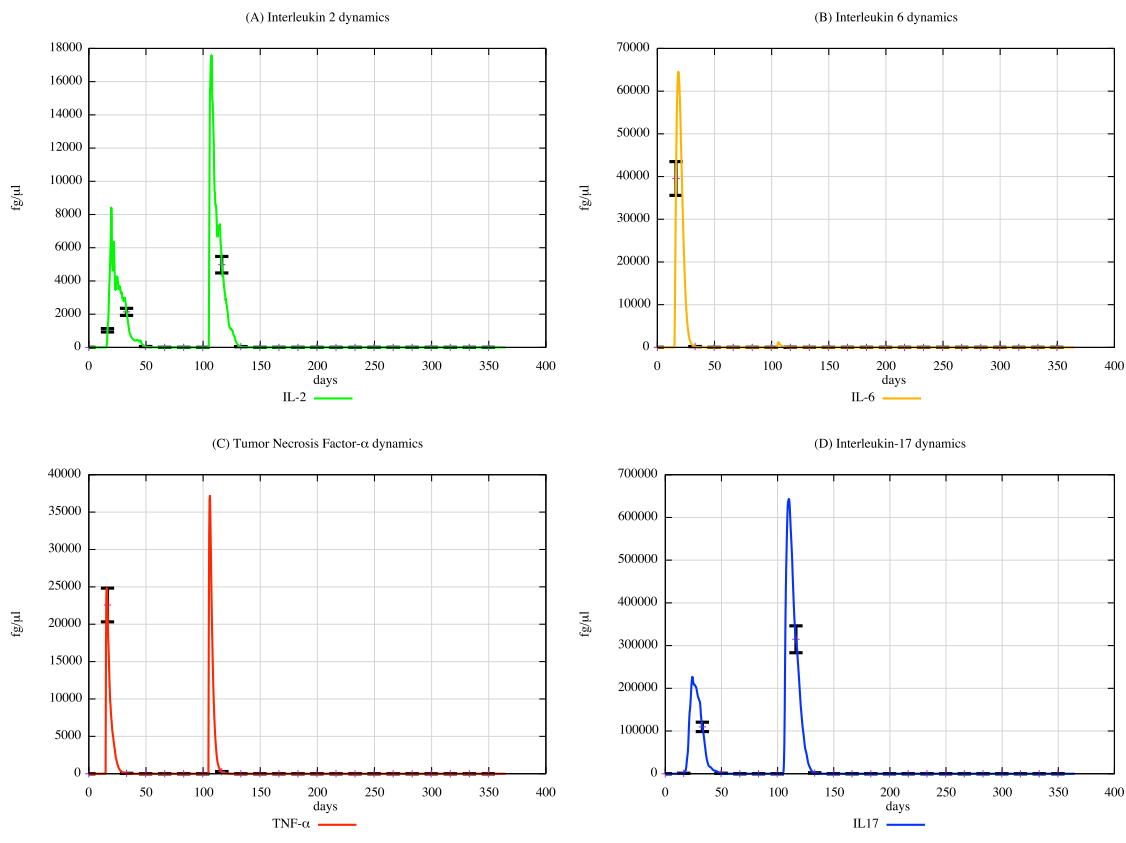 (A) Interleukin 2 dynamics
18000
16000
14000
12000
10000
8000
6000
4000
2000
0
fg/μl
0 50 100 150 200 250 300 350 400
days
IL-2
(B) Interleukin 6 dynamics
70000
60000
50000
40000
30000
20000
10000
0
fg/μl
0 50 100 150 200 250 300 350 400
days
IL-6
(C) Tumor Necrosis Factor-α dynamics
40000
35000
30000
25000
20000
15000
10000
5000
0
fg/μl
0 50 100 150 200 250 300 350 400
days
TNF-α
(D) Interleukin-17 dynamics
700000
600000
500000
400000
300000
200000
100000
0
fg/μl
0 50 100 150 200 250 300 350 400
days
IL17